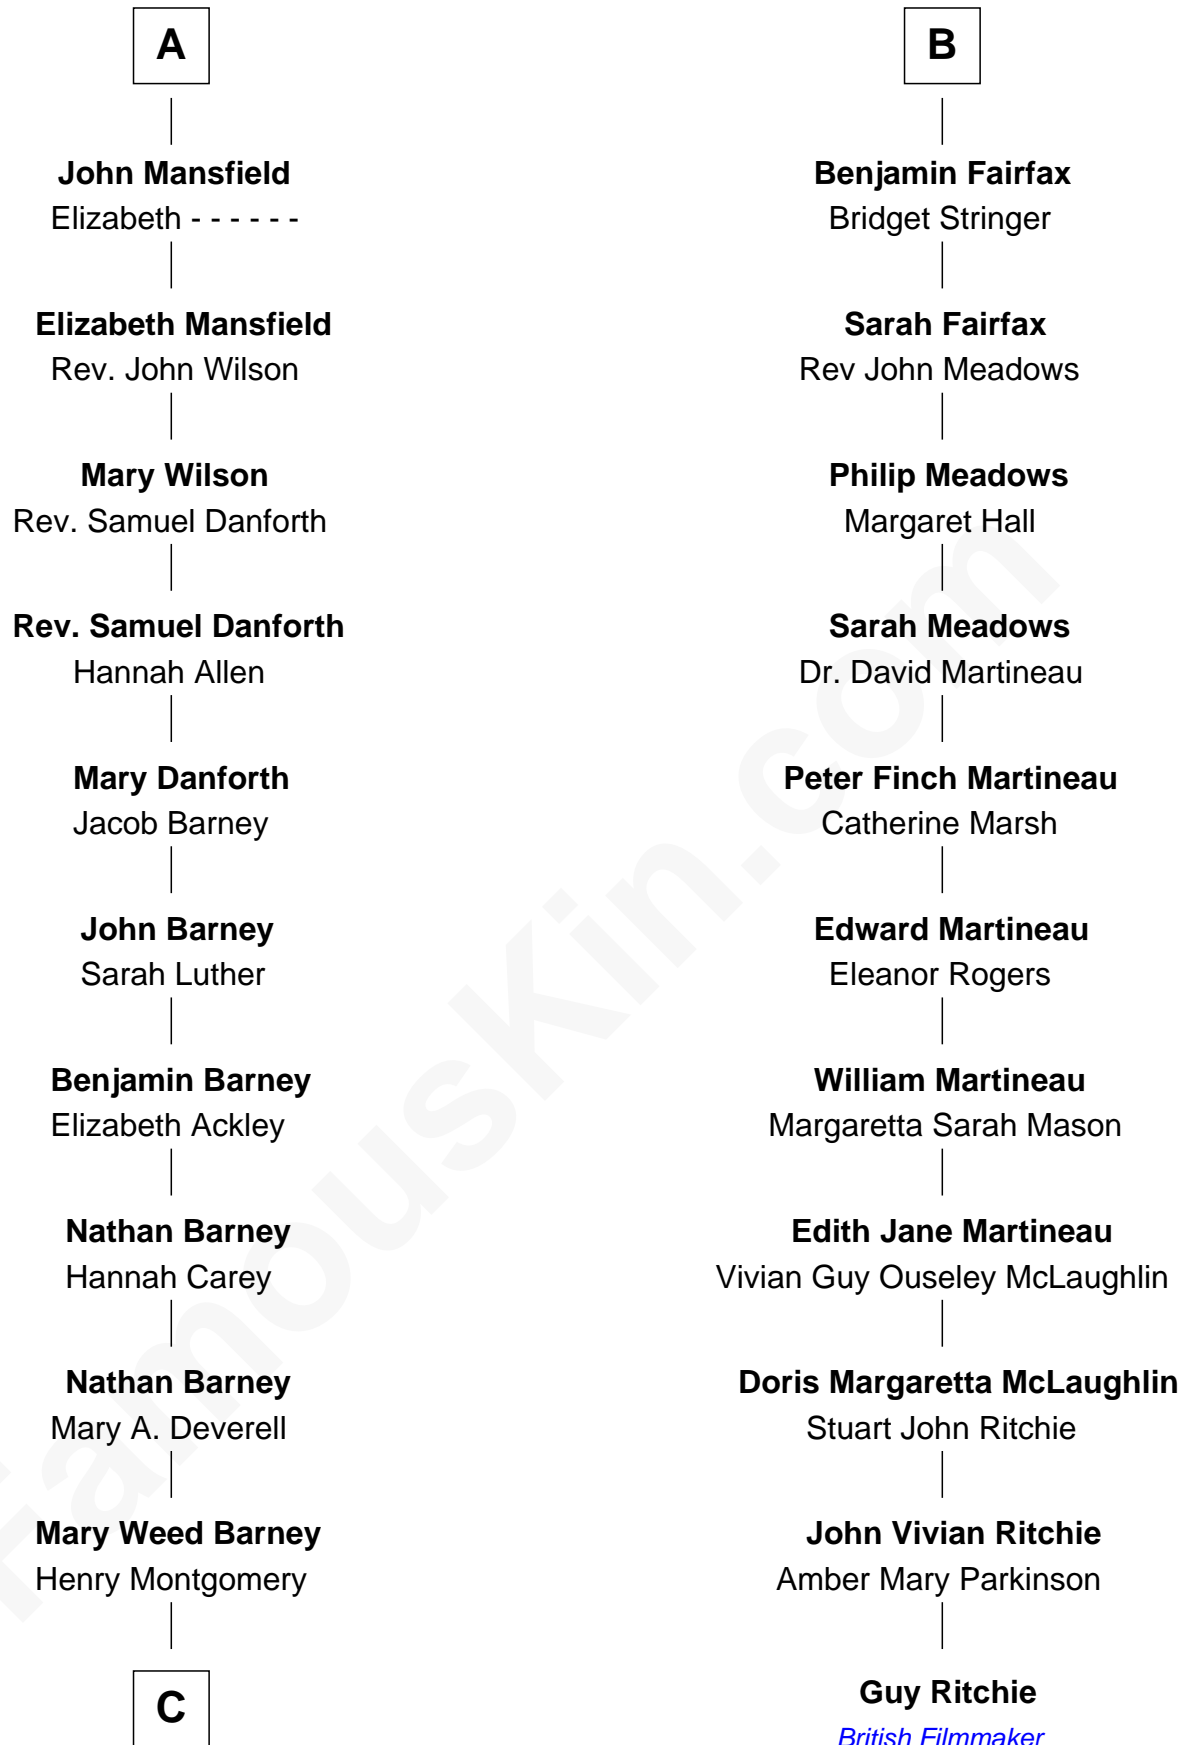 A
John Mansfield
Elizabeth - - - - - -
Elizabeth Mansfield
Rev. John Wilson
Mary Wilson
Rev. Samuel Danforth
Rev. Samuel Danforth
Hannah Allen
Mary Danforth
Jacob Barney
John Barney
Sarah Luther
Benjamin Barney
Elizabeth Ackley
Nathan Barney
Hannah Carey
Nathan Barney
Mary A. Deverell
Mary Weed Barney
Henry Montgomery
C
B
Benjamin Fairfax
Bridget Stringer
Sarah Fairfax
Rev John Meadows
Philip Meadows
Margaret Hall
Sarah Meadows
Dr. David Martineau
Peter Finch Martineau
Catherine Marsh
Edward Martineau
Eleanor Rogers
William Martineau
Margaretta Sarah Mason
Edith Jane Martineau
Vivian Guy Ouseley McLaughlin
Doris Margaretta McLaughlin
Stuart John Ritchie
John Vivian Ritchie
Amber Mary Parkinson
Guy Ritchie
British Filmmaker
FamousKin.com